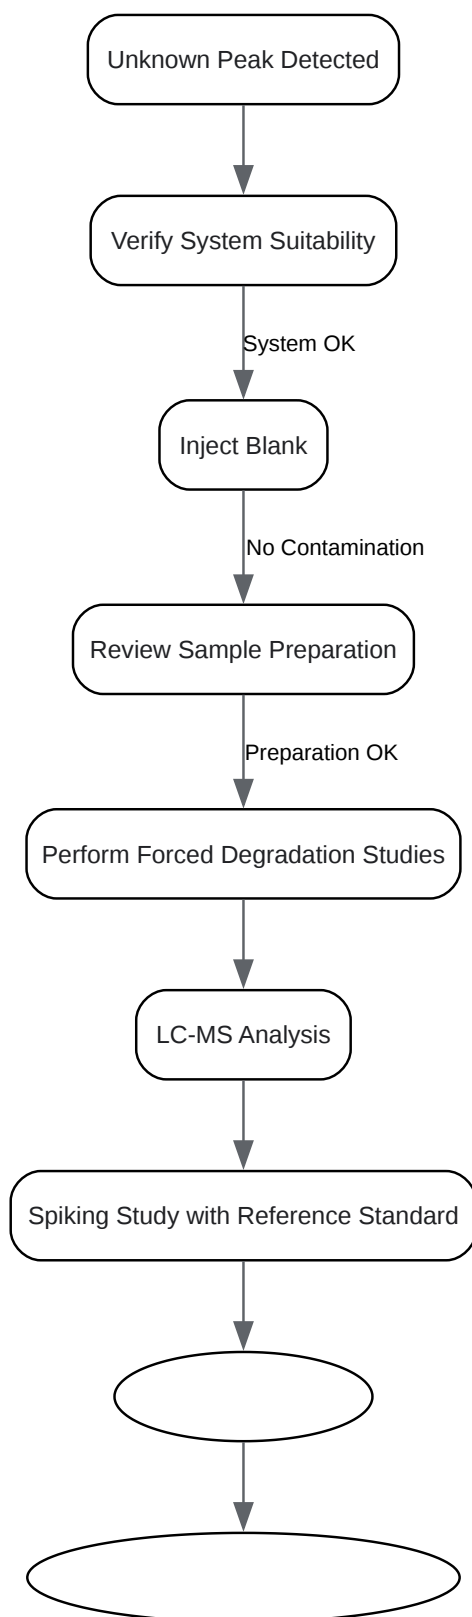 Unknown Peak Detected
Verify System Suitability
System OK
Inject Blank
No Contamination
Review Sample Preparation
Preparation OK
Perform Forced Degradation Studies
LC-MS Analysis
Spiking Study with Reference Standard